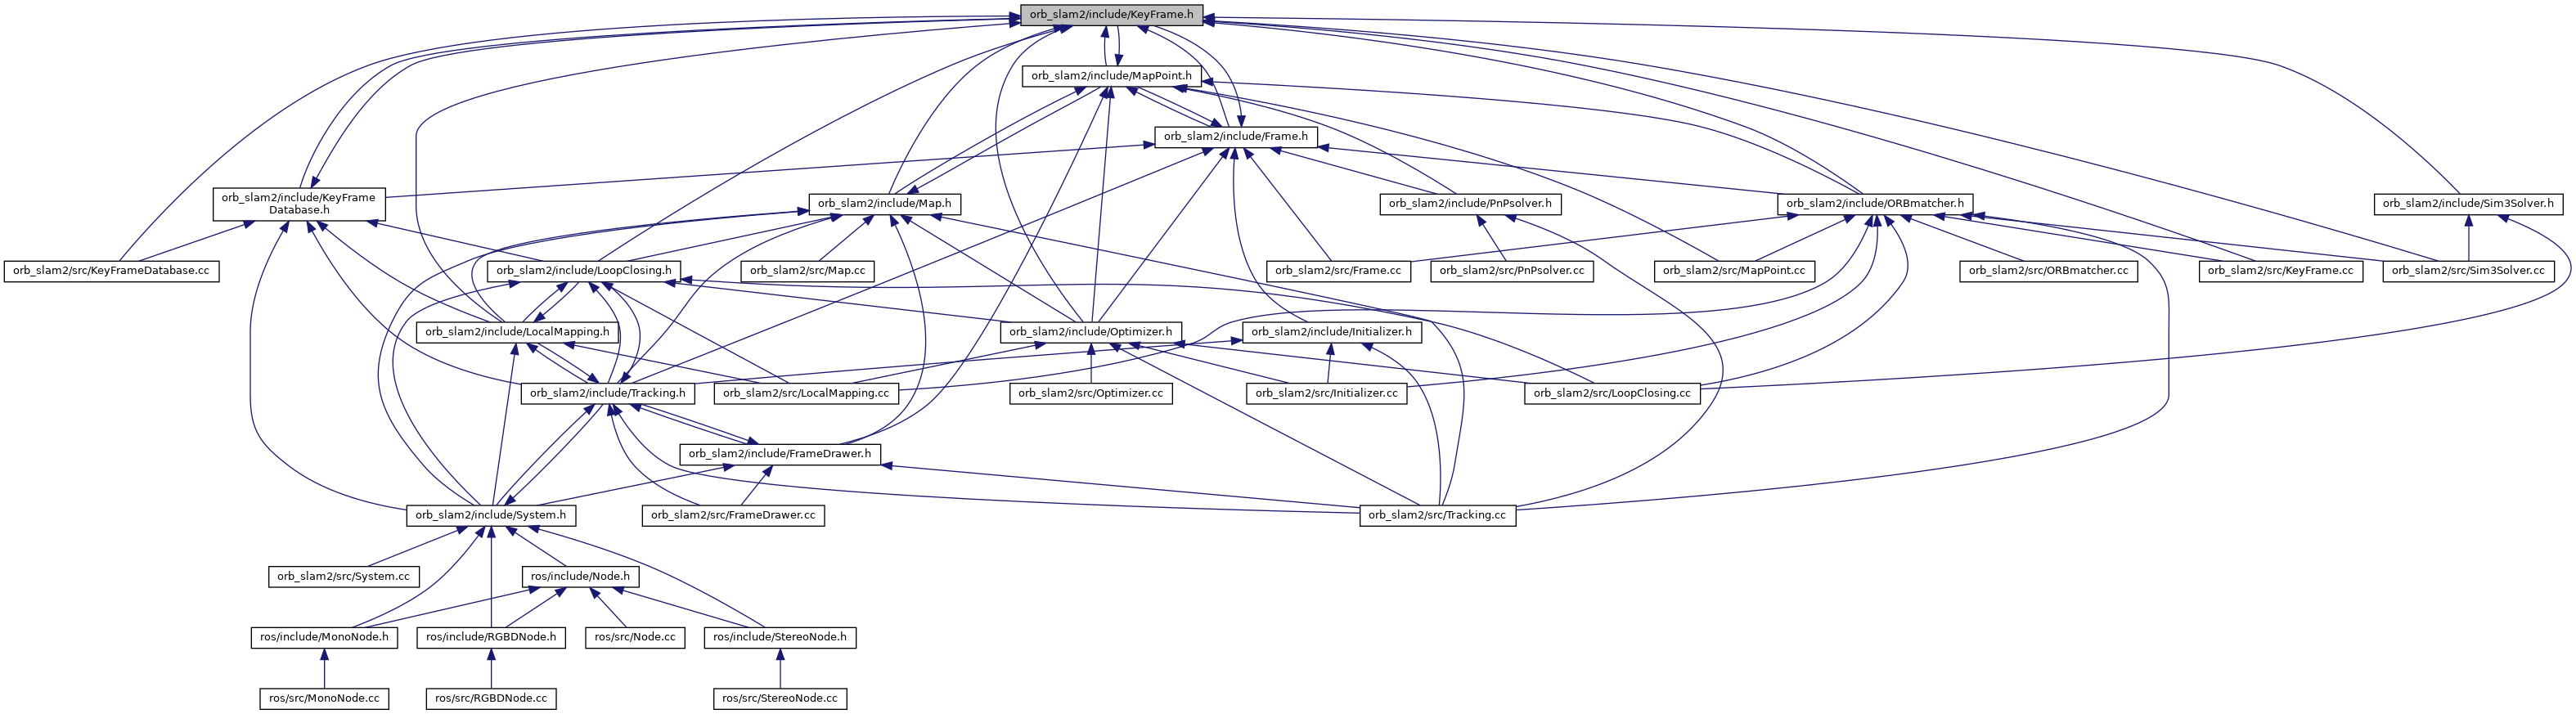 orb_slam2/include/KeyFrame.h
orb_slam2/include/MapPoint.h
orb_slam2/include/Frame.h
orb_slam2/include/KeyFrame
Database.h
orb_slam2/include/Map.h
orb_slam2/include/PnPsolver.h
orb_slam2/include/ORBmatcher.h
orb_slam2/include/Sim3Solver.h
orb_slam2/src/KeyFrameDatabase.cc
orb_slam2/include/LoopClosing.h
orb_slam2/src/Map.cc
orb_slam2/src/Frame.cc
orb_slam2/src/PnPsolver.cc
orb_slam2/src/MapPoint.cc
orb_slam2/src/ORBmatcher.cc
orb_slam2/src/KeyFrame.cc
orb_slam2/src/Sim3Solver.cc
orb_slam2/include/LocalMapping.h
orb_slam2/include/Optimizer.h
orb_slam2/include/Initializer.h
orb_slam2/include/Tracking.h
orb_slam2/src/LocalMapping.cc
orb_slam2/src/Optimizer.cc
orb_slam2/src/Initializer.cc
orb_slam2/src/LoopClosing.cc
orb_slam2/include/FrameDrawer.h
orb_slam2/include/System.h
orb_slam2/src/FrameDrawer.cc
orb_slam2/src/Tracking.cc
orb_slam2/src/System.cc
ros/include/Node.h
ros/include/MonoNode.h
ros/include/RGBDNode.h
ros/src/Node.cc
ros/include/StereoNode.h
ros/src/MonoNode.cc
ros/src/RGBDNode.cc
ros/src/StereoNode.cc